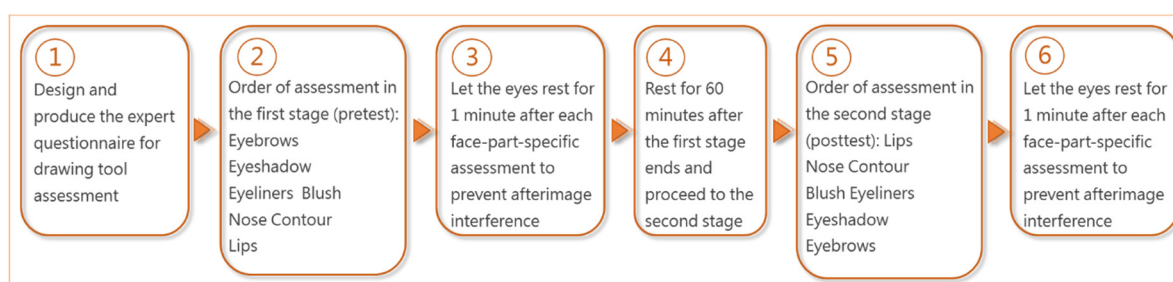 1
Design and
produce the expert
questionnaire for
drawing tool
assessment
2
Order of assessment in
the first stage (pretest):
Eyebrows
Eyeshadow
Eyeliners Blush
Nose Contour
Lips
3
Let the eyes rest for
1 minute after each
face-part-specific
assessment to
prevent afterimage
interference
4
Rest for 60
minutes after
the first stage
ends and
proceed to the
second stage
5
Order of assessment in
the second stage
(posttest): Lips
Nose Contour
Blush Eyeliners
Eyeshadow
Eyebrows
6
Let the eyes rest for
1 minute after each
face-part-specific
assessment to
prevent afterimage
interference